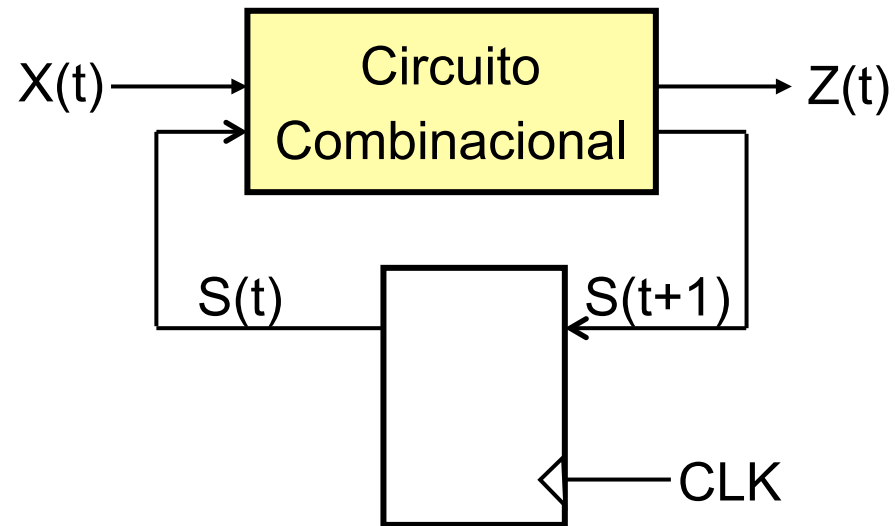 Circuito
X(t)
Z(t)
Combinacional
S(t)
S(t+1)
CLK